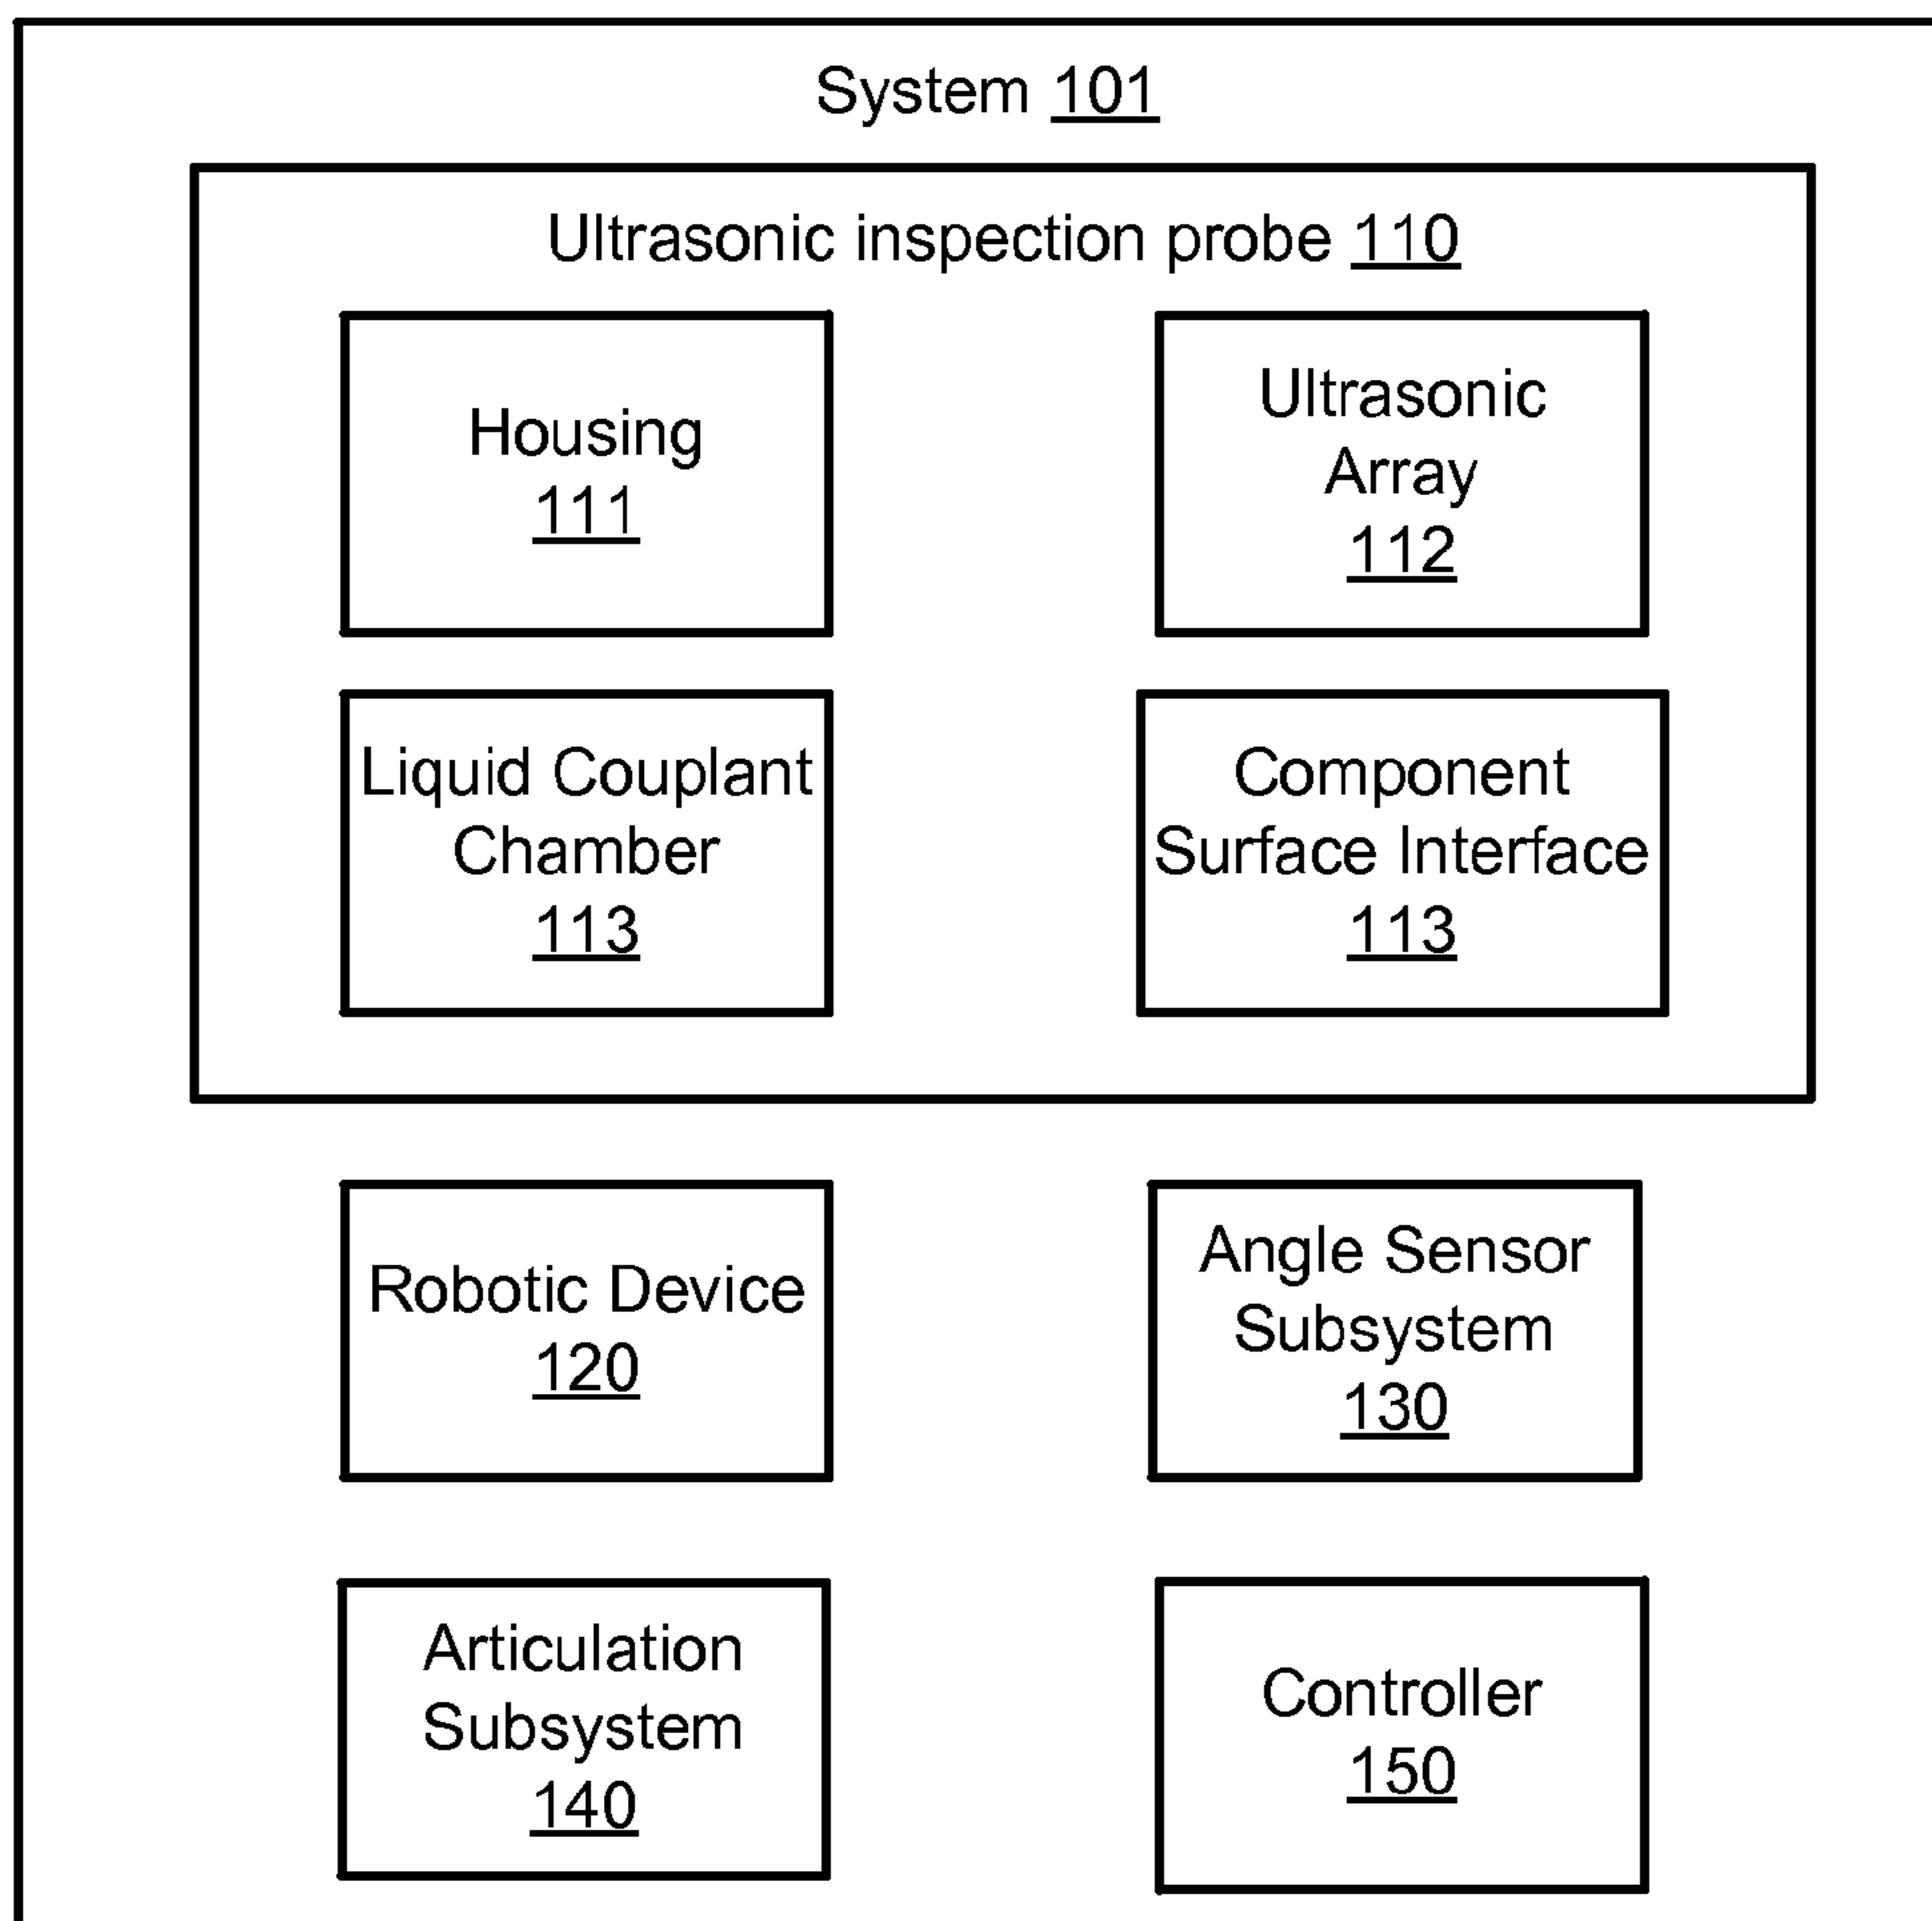 System 101
Ultrasonic inspection probe 110
Housing
111
Ultrasonic
Array
112
Liquid Couplant
Chamber
113
Component
Surface Interface
113
Robotic Device
120
Angle Sensor
Subsystem
130
Articulation
Subsystem
140
Controller
150